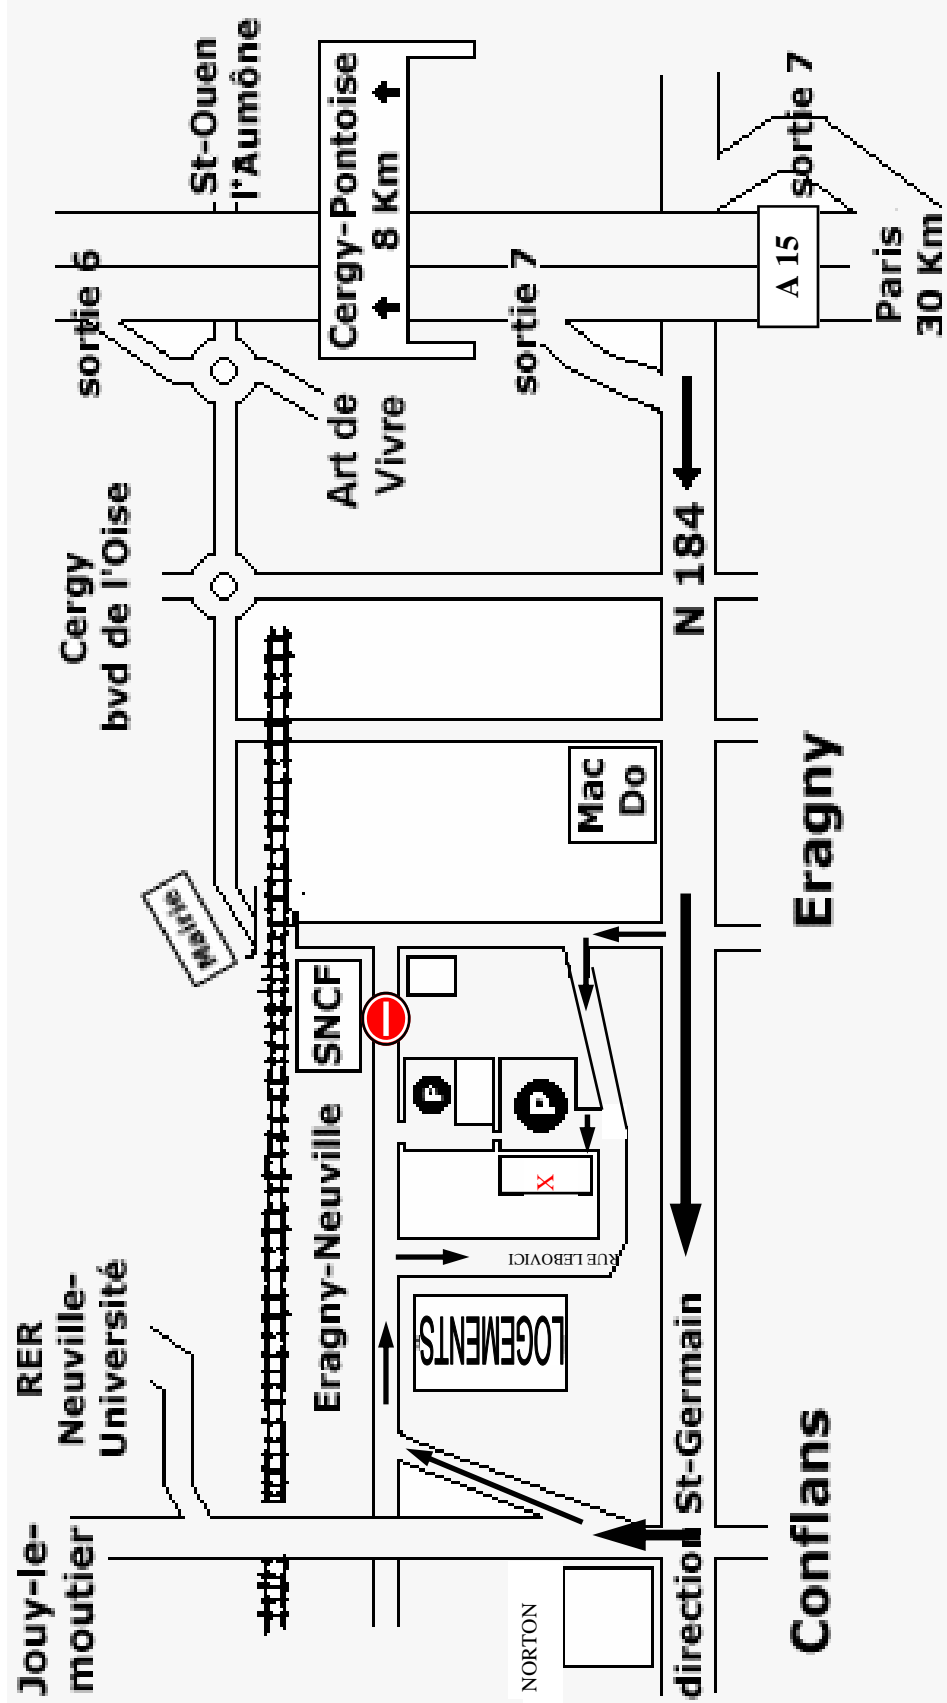 St-Ouen
l'Aumône
sortie 6
Cergy-Pontoise
8 Km
sortie 7
sortie 7
A 15
Paris
30 Km
Art de
Vivre
Cergy
bvd de l'Oise
N 184
Mac
Do
Eragny
Mairie
SNCF
Eragny-Neuville
P
P
X
RUE LEBOVICI
LOGEMENTS
RER
Neuville-
Université
Jouy-le-
moutier
direction St-Germain
Conflans
NORTON